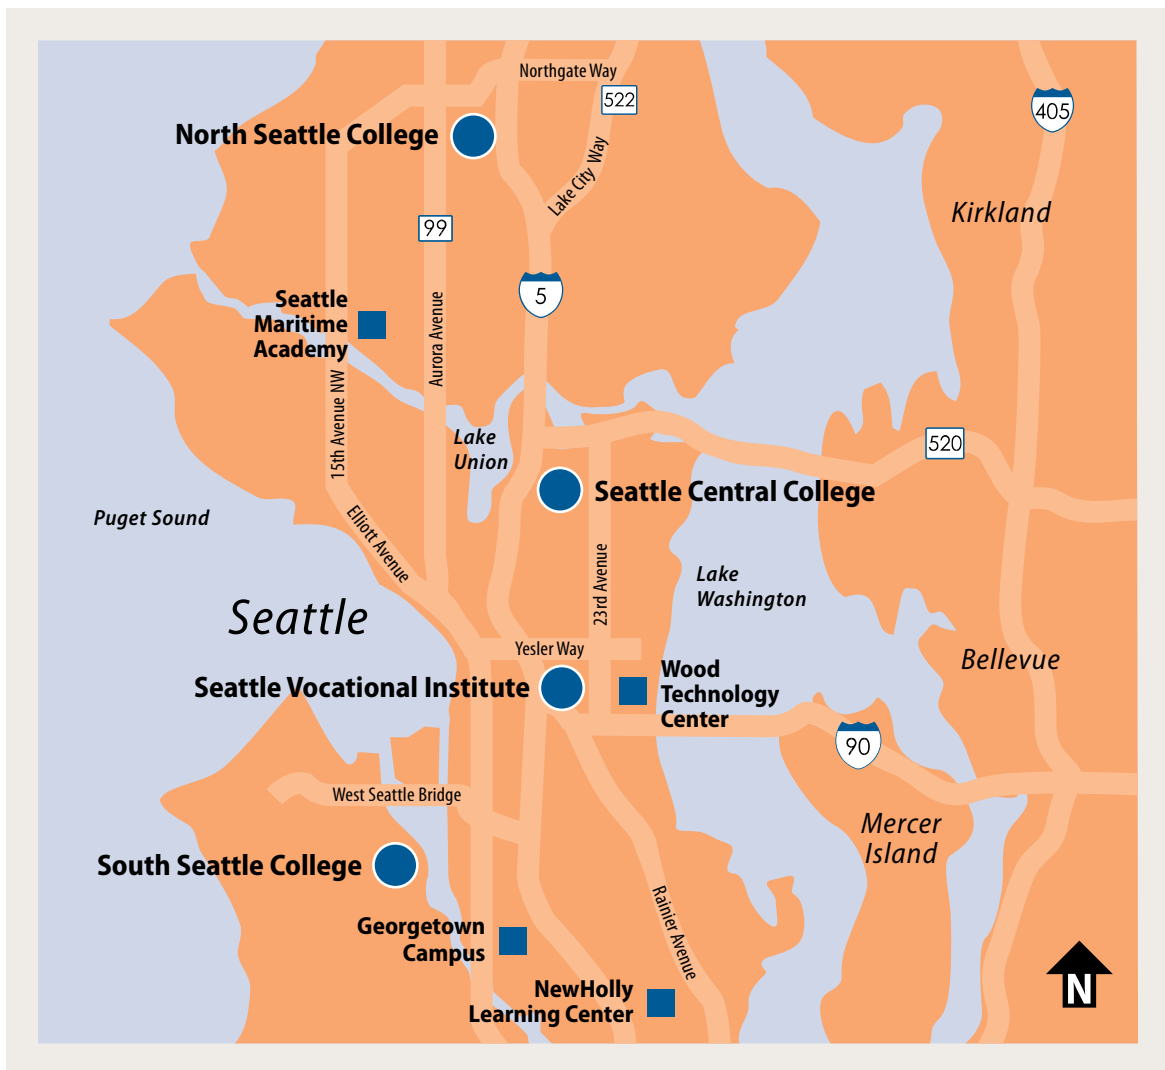 Northgate Way
522
405
North Seattle College
Lake City Way
Kirkland
99
5
Seattle
Maritime
Academy
Aurora Avenue
15th Avenue NW
Lake
Union
520
Seattle Central College
Puget Sound
Elliott Avenue
23rd Avenue
Lake
Washington
Seattle
Yesler Way
Bellevue
Seattle Vocational Institute
Wood
Technology
Center
90
West Seattle Bridge
Mercer
Island
South Seattle College
Rainier Avenue
Georgetown
Campus
NewHolly
Learning Center
N